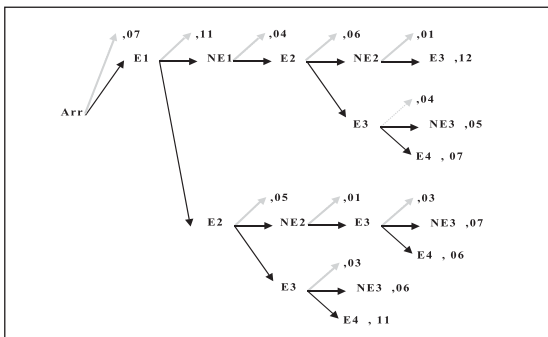 ,07 ,11 ,04 ,06 ,01
E1 NE1 E2 NE2 E3 ,12
,04
Arr E3 NE3 ,05
E4 , 07
,05 ,01 ,03
E2 NE2 E3 NE3 ,07
E4 , 06
,03
E3 NE3 ,06
E4 , 11